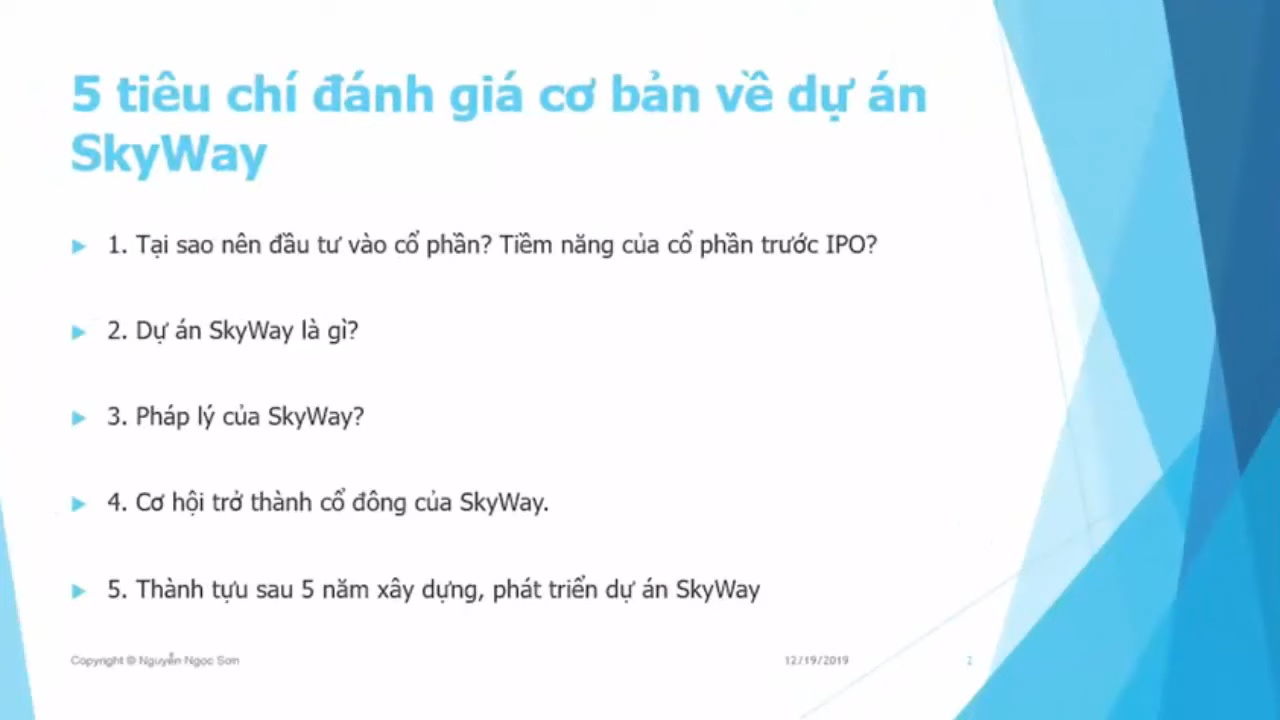 5 tiêu chí đánh giá cơ bản về dự án
SkyWay
1. Tại sao nên đầu tư vào cổ phần? Tiềm năng của cổ phần trước IPO?
2. Dự án SkyWay là gì?
3. Pháp lý của SkyWay?
4. Cơ hội trở thành cổ đông của SkyWay.
5. Thành tựu sau 5 năm xây dựng, phát triển dự án SkyWay
Copyright © Nguyễn Ngọc Sơn
12/19/2019
2